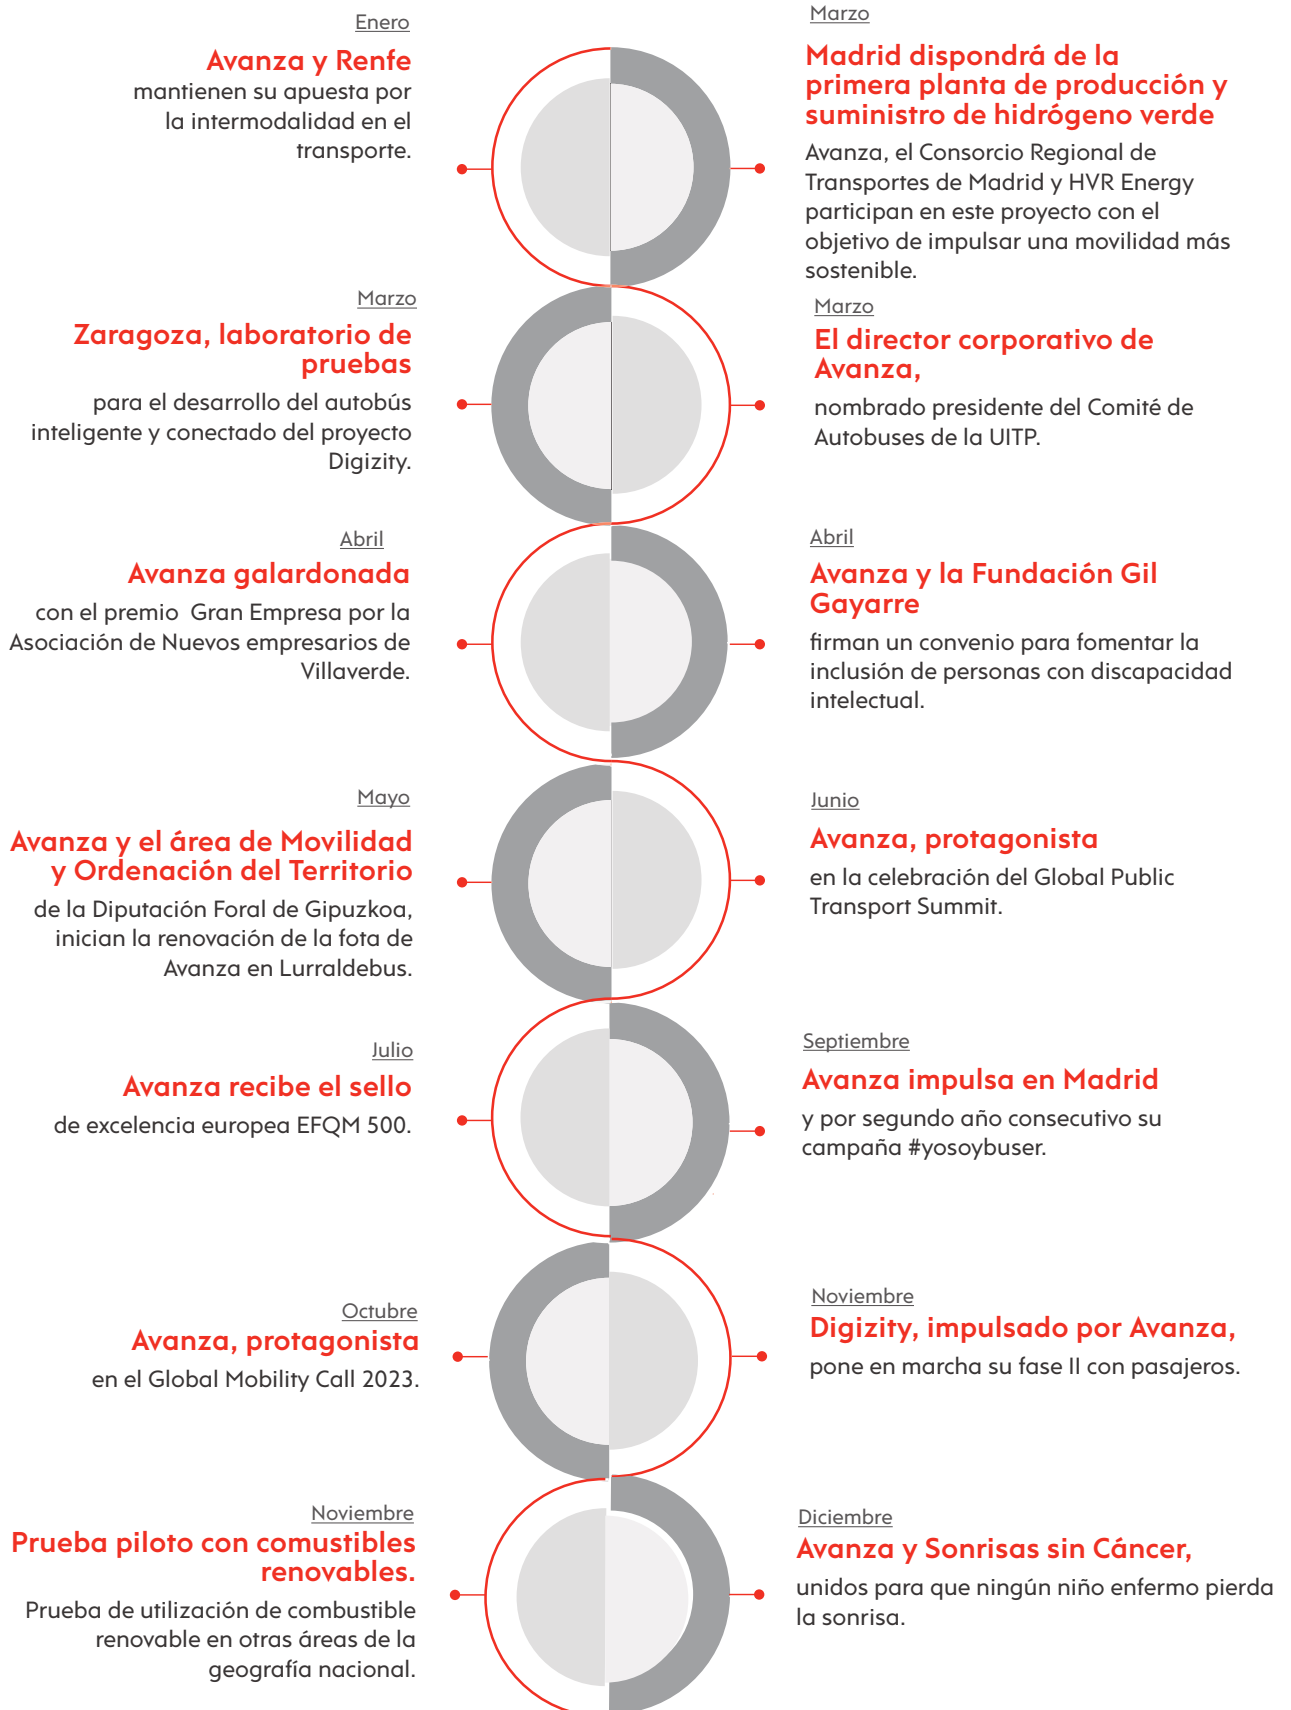 Enero
Avanza y Renfe
mantienen su apuesta por
la intermodalidad en el
transporte.
Marzo
Madrid dispondrá de la
primera planta de producción y
suministro de hidrógeno verde
Avanza, el Consorcio Regional de
Transportes de Madrid y HVR Energy
participan en este proyecto con el
objetivo de impulsar una movilidad más
sostenible.
Marzo
Zaragoza, laboratorio de
pruebas
para el desarrollo del autobús
inteligente y conectado del proyecto
Digizity.
Marzo
El director corporativo de
Avanza,
nombrado presidente del Comité de
Autobuses de la UITP.
Abril
Avanza galardonada
con el premio Gran Empresa por la
Asociación de Nuevos empresarios de
Villaverde.
Abril
Avanza y la Fundación Gil
Gayarre
firman un convenio para fomentar la
inclusión de personas con discapacidad
intelectual.
Mayo
Avanza y el área de Movilidad
y Ordenación del Territorio
de la Diputación Foral de Gipuzkoa,
inician la renovación de la fota de
Avanza en Lurraldebus.
Junio
Avanza, protagonista
en la celebración del Global Public
Transport Summit.
Julio
Avanza recibe el sello
de excelencia europea EFQM 500.
Septiembre
Avanza impulsa en Madrid
y por segundo año consecutivo su
campaña #yosoybuser.
Octubre
Avanza, protagonista
en el Global Mobility Call 2023.
Noviembre
Digizity, impulsado por Avanza,
pone en marcha su fase II con pasajeros.
Noviembre
Prueba piloto con comustibles
renovables.
Prueba de utilización de combustible
renovable en otras áreas de la
geografía nacional.
Diciembre
Avanza y Sonrisas sin Cáncer,
unidos para que ningún niño enfermo pierda
la sonrisa.